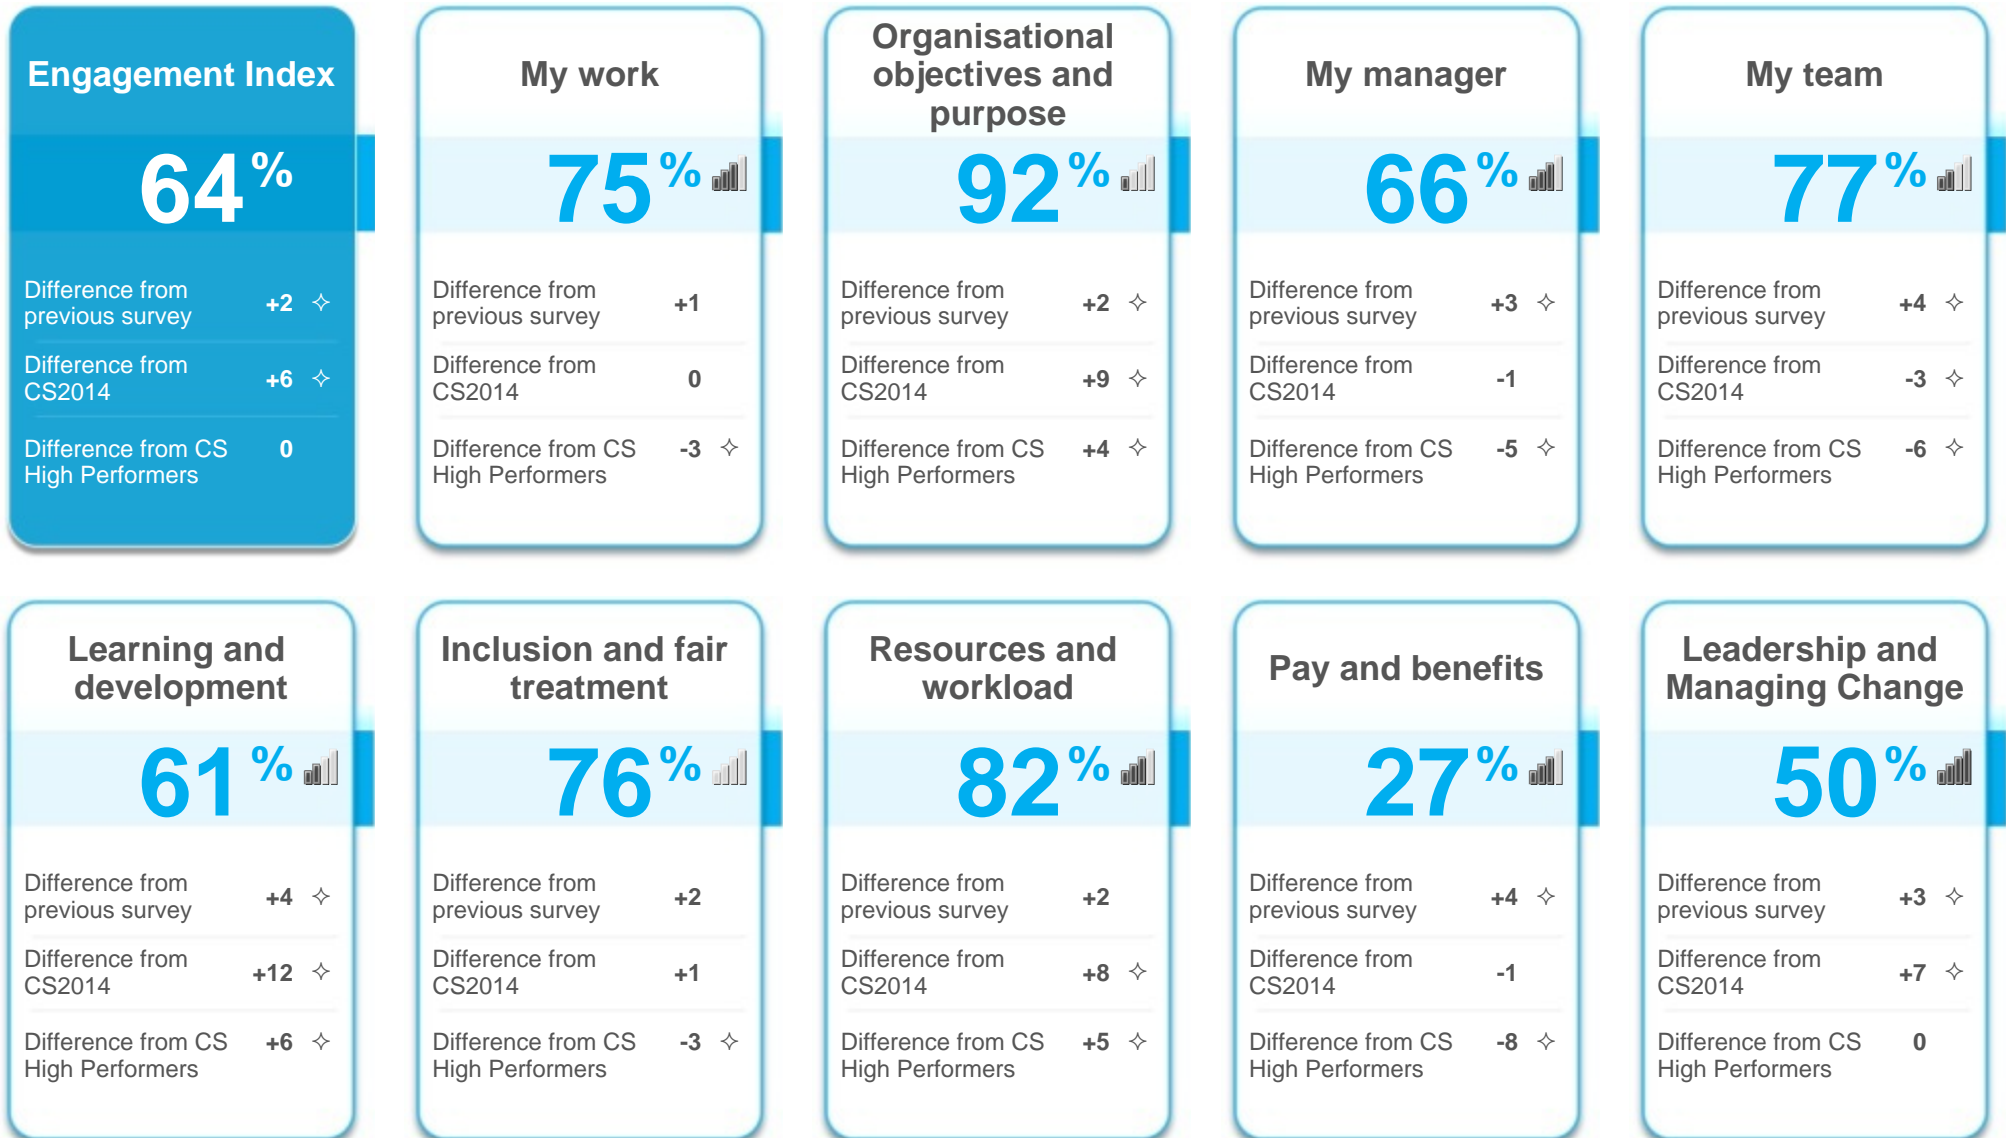 Engagement Index
64%
Difference from
previous survey
+2 ✧
Difference from
CS2014
+6 ✧
Difference from CS
High Performers
0
My work
75%
Difference from
previous survey
+1
Difference from
CS2014
0
Difference from CS
High Performers
-3 ✧
Organisational
objectives and
purpose
92%
Difference from
previous survey
+2 ✧
Difference from
CS2014
+9 ✧
Difference from CS
High Performers
+4 ✧
My manager
66%
Difference from
previous survey
+3 ✧
Difference from
CS2014
-1
Difference from CS
High Performers
-5 ✧
My team
77%
Difference from
previous survey
+4 ✧
Difference from
CS2014
-3 ✧
Difference from CS
High Performers
-6 ✧
Learning and
development
61%
Difference from
previous survey
+4 ✧
Difference from
CS2014
+12 ✧
Difference from CS
High Performers
+6 ✧
Inclusion and fair
treatment
76%
Difference from
previous survey
+2
Difference from
CS2014
+1
Difference from CS
High Performers
-3 ✧
Resources and
workload
82%
Difference from
previous survey
+2
Difference from
CS2014
+8 ✧
Difference from CS
High Performers
+5 ✧
Pay and benefits
27%
Difference from
previous survey
+4 ✧
Difference from
CS2014
-1
Difference from CS
High Performers
-8 ✧
Leadership and
Managing Change
50%
Difference from
previous survey
+3 ✧
Difference from
CS2014
+7 ✧
Difference from CS
High Performers
0